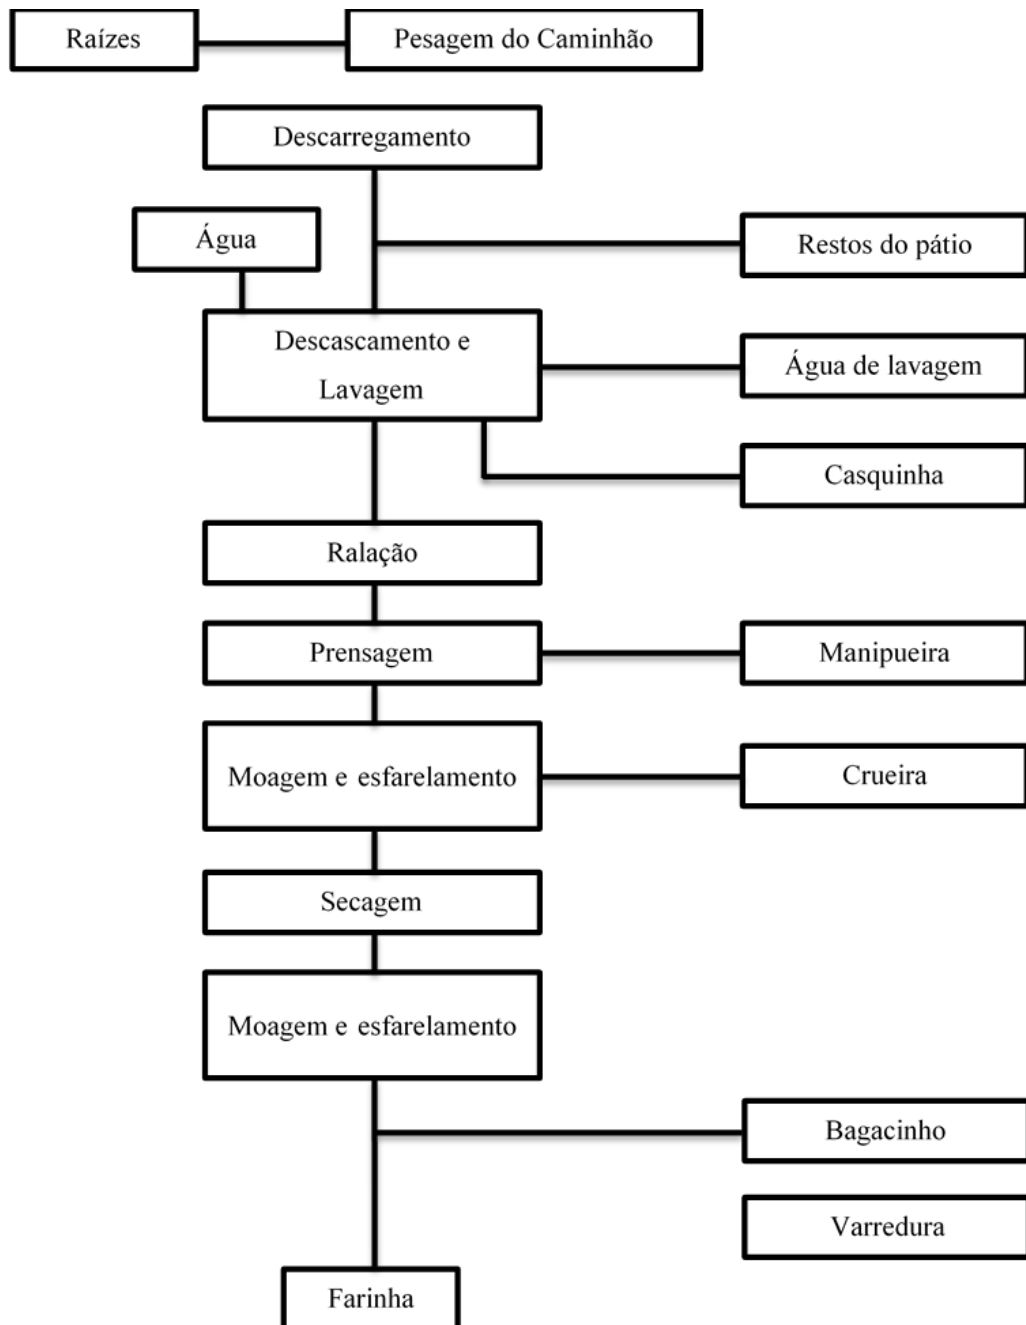 Raízes
Pesagem do Caminhão
Descarregamento
Água
Restos do pátio
Descascamento e
Lavagem
Água de lavagem
Casquinha
Ralação
Prensagem
Manipueira
Moagem e esfarelamento
Crueira
Secagem
Moagem e esfarelamento
Bagacinho
Varredura
Farinha